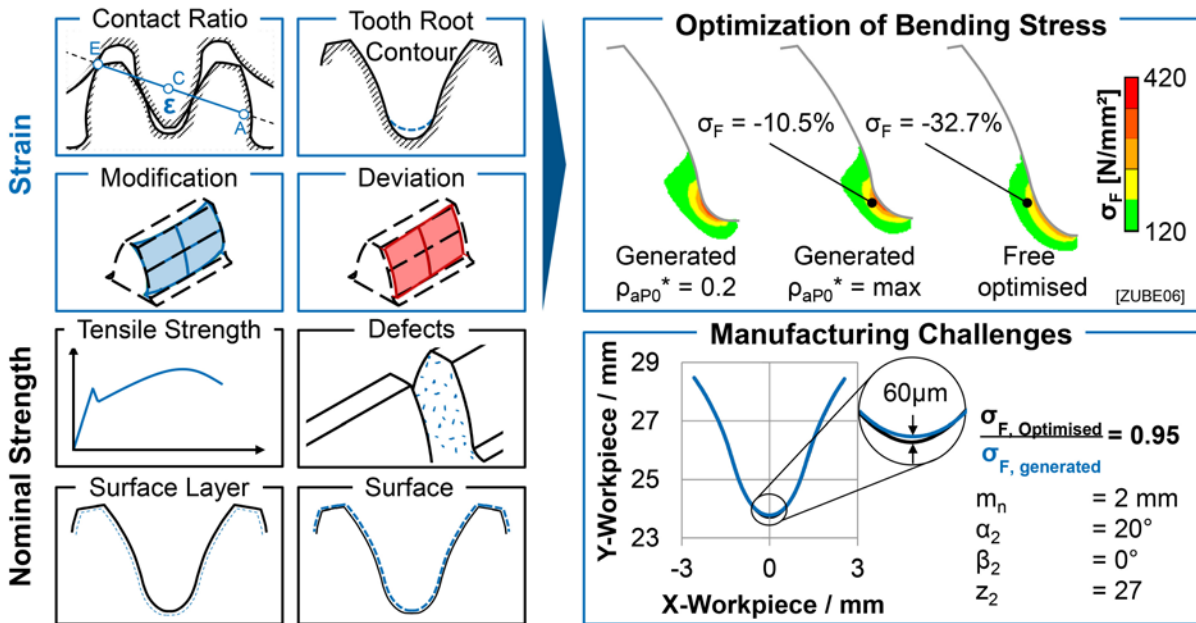 Strain
Contact Ratio
E
C
ε
A
Tooth Root
Contour
Modification
Deviation
Nominal Strength
Tensile Strength
Defects
Surface Layer
Surface
Optimization of Bending Stress
σF = -10.5%
σF = -32.7%
Generated
ρaP0* = 0.2
Generated
ρaP0* = max
Free
optimised
420
σF [N/mm²]
120
[ZUBE06]
Manufacturing Challenges
Y-Workpiece / mm
29
27
25
23
-3
0
3
X-Workpiece / mm
60µm
σF, Optimised
σF, generated
= 0.95
mn = 2 mm
α2 = 20°
β2 = 0°
z2 = 27